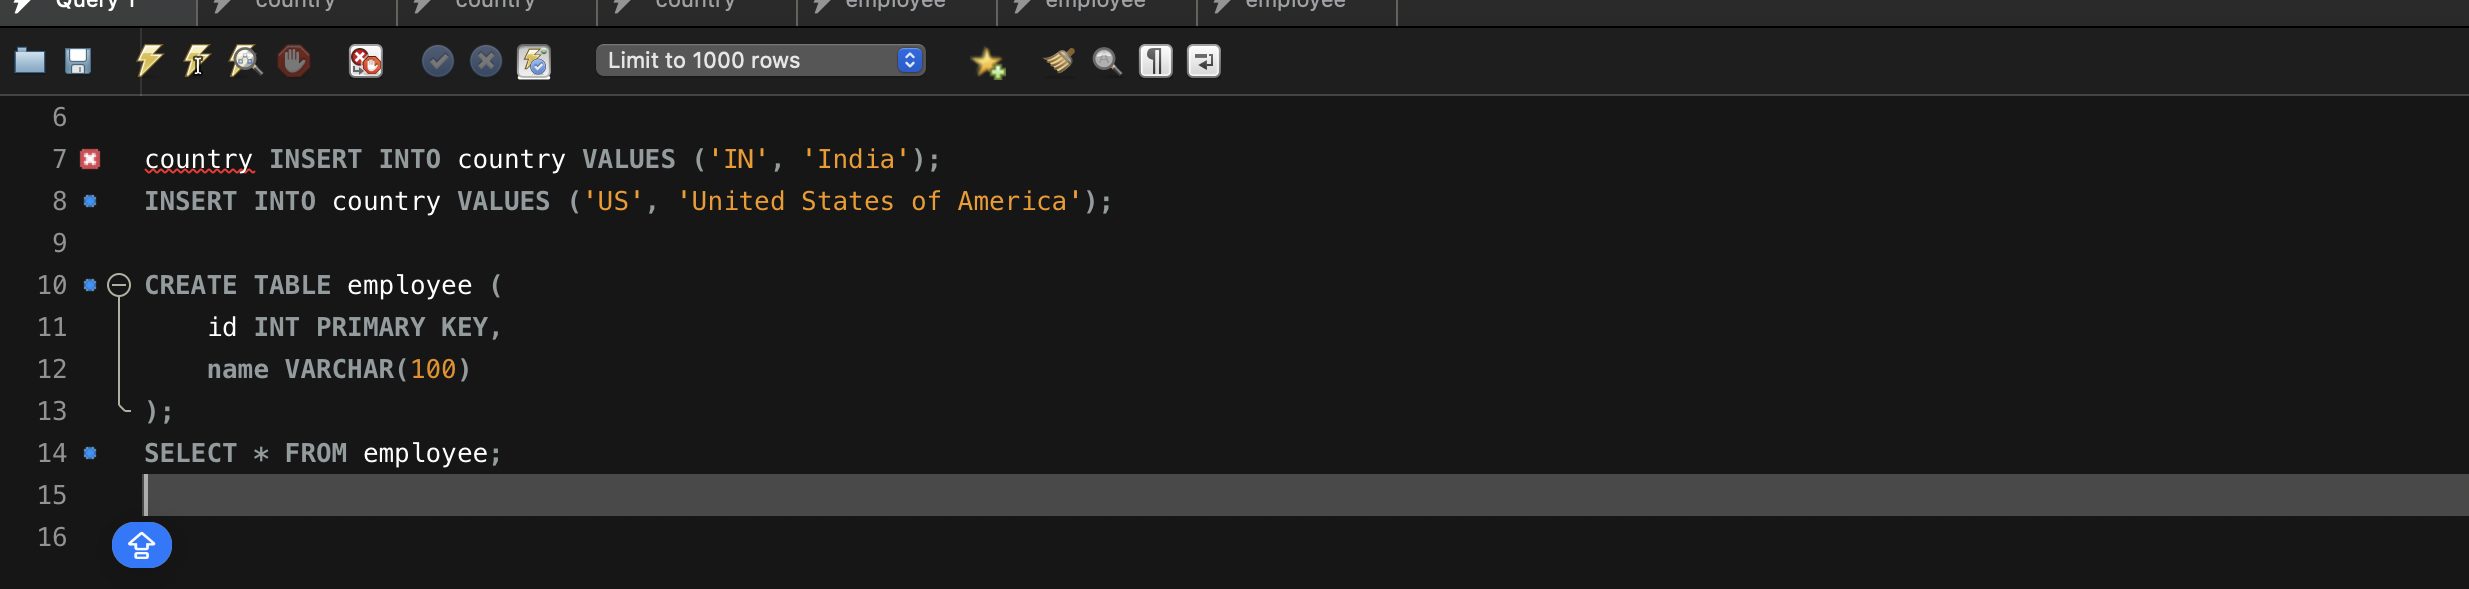 Query 1 country country country employee employee employee
Limit to 1000 rows
6
7 country INSERT INTO country VALUES ('IN', 'India');
8 INSERT INTO country VALUES ('US', 'United States of America');
9
10 CREATE TABLE employee (
11 id INT PRIMARY KEY,
12 name VARCHAR(100)
13 );
14 SELECT * FROM employee;
15
16